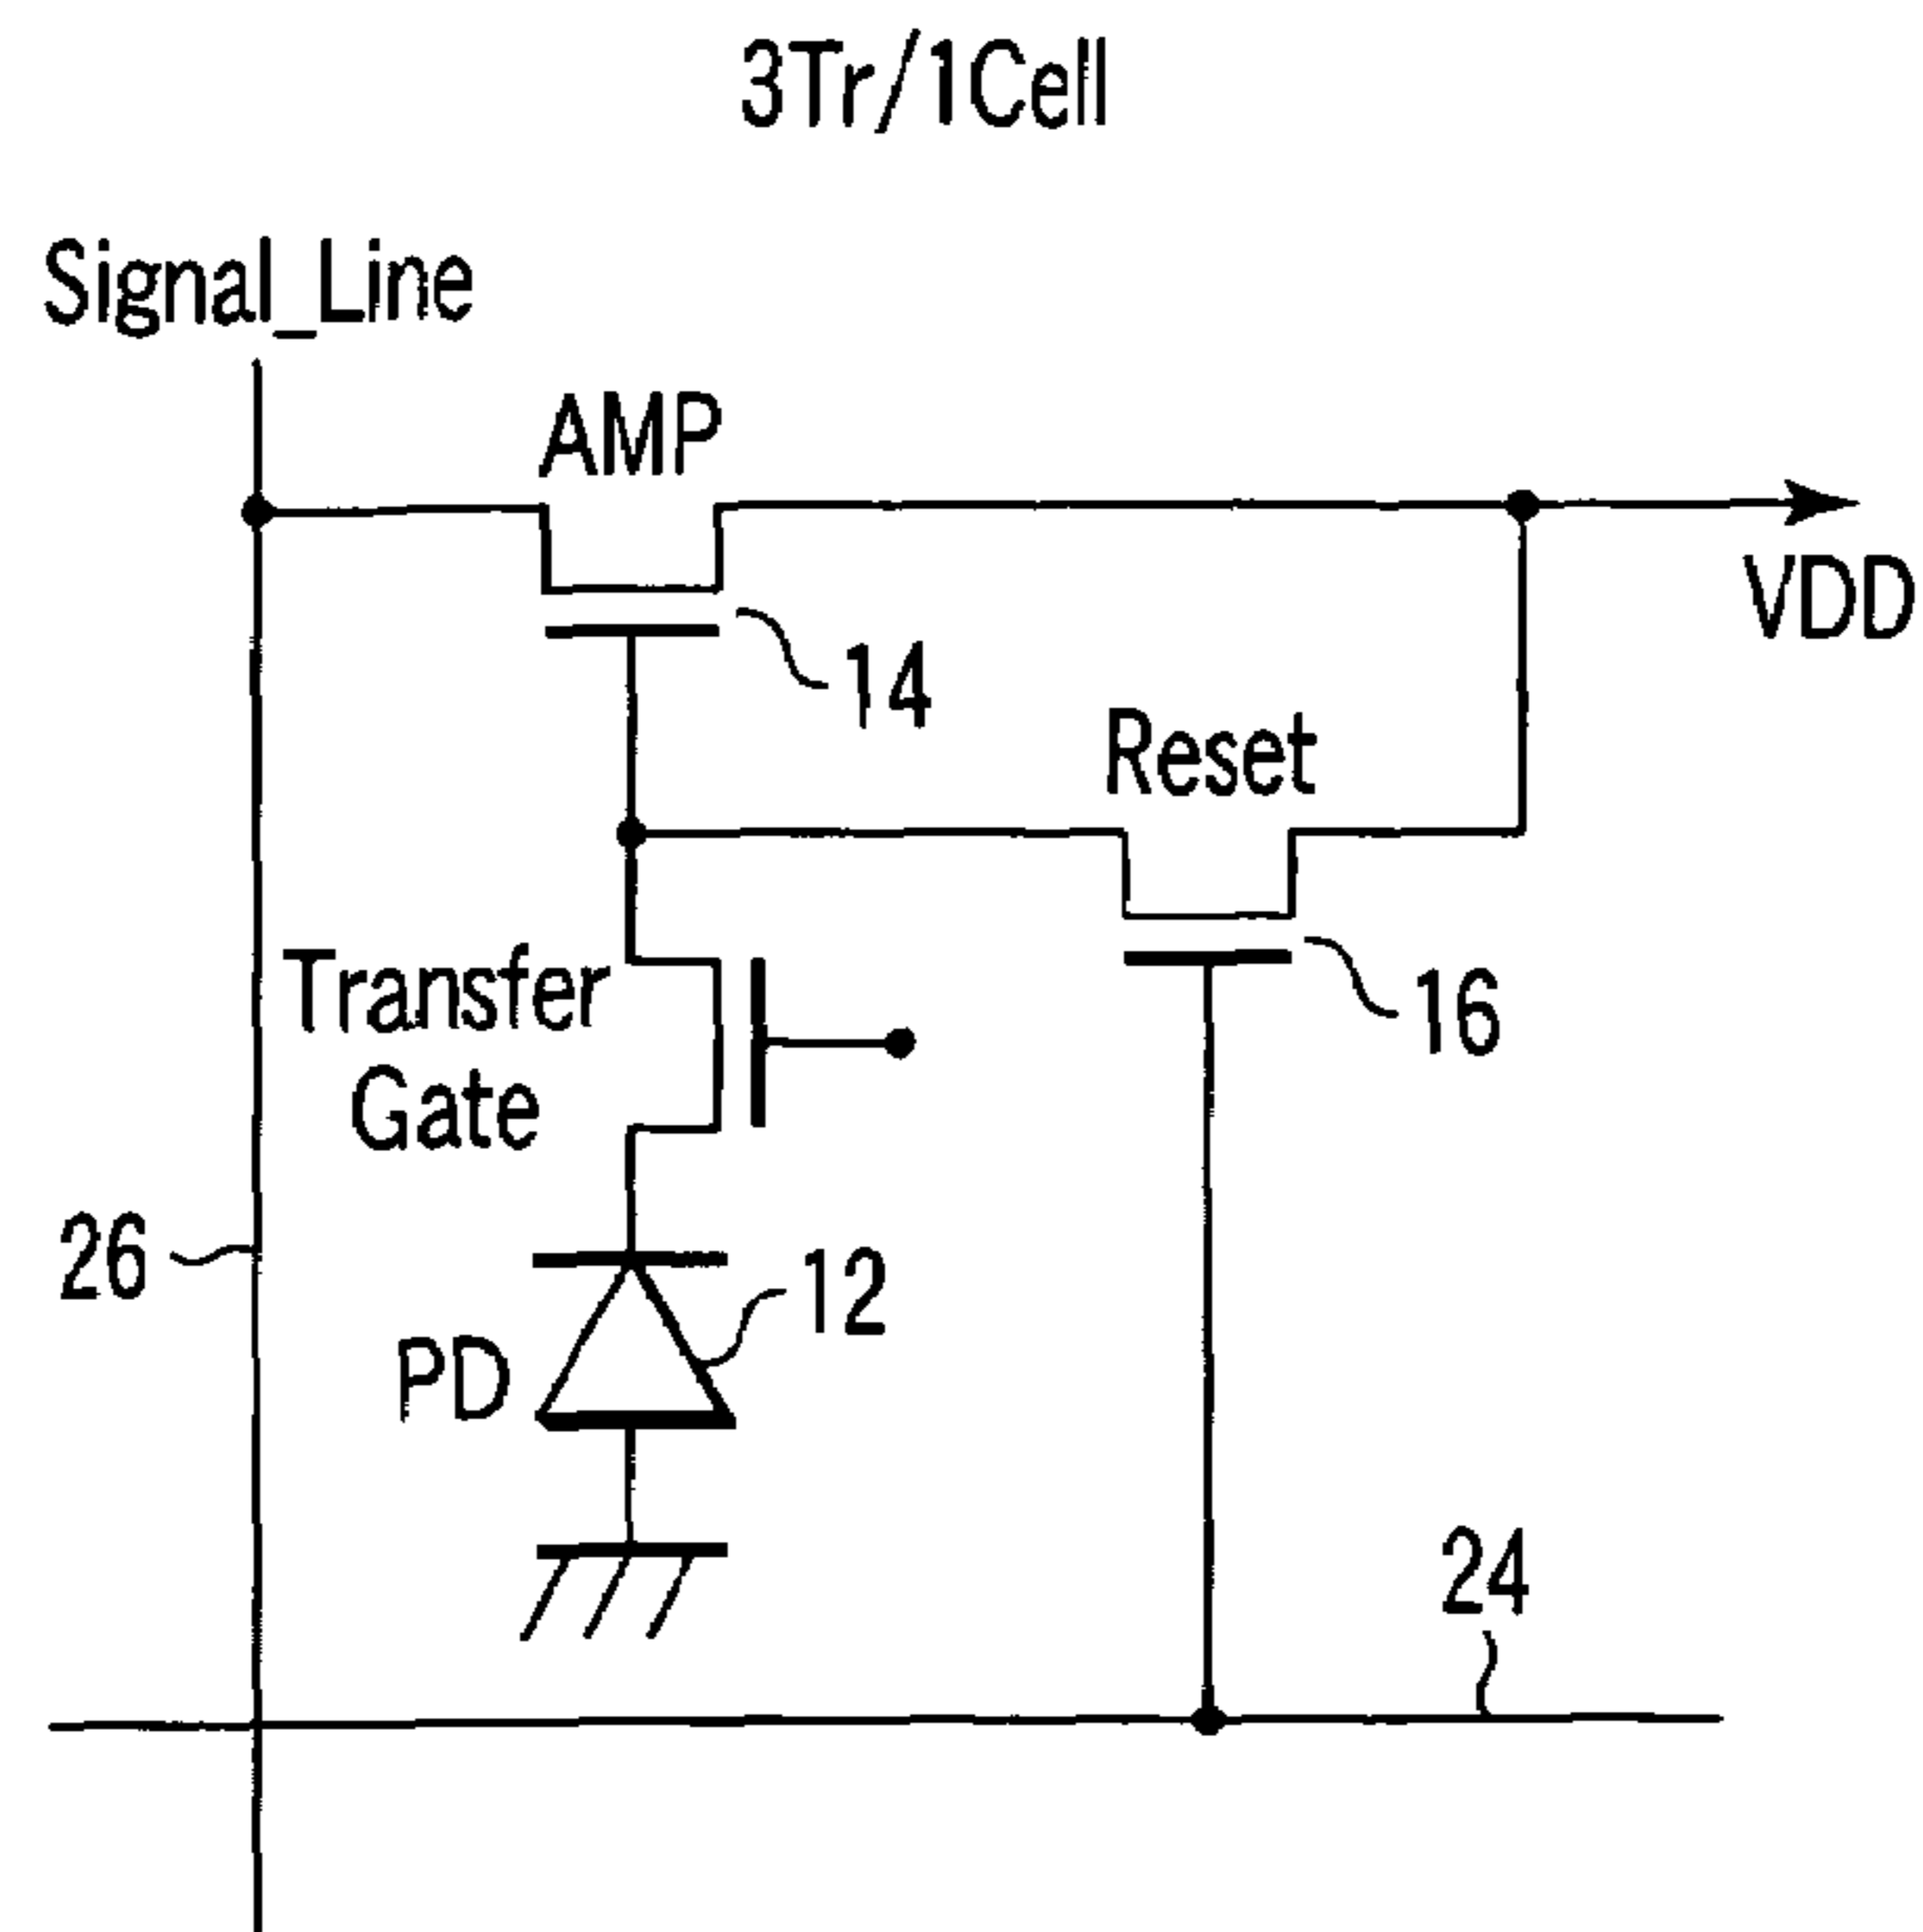 3Tr/1Cell
Signal_Line
AMP
VDD
14
Reset
Transfer
Gate
16
26
12
PD
24